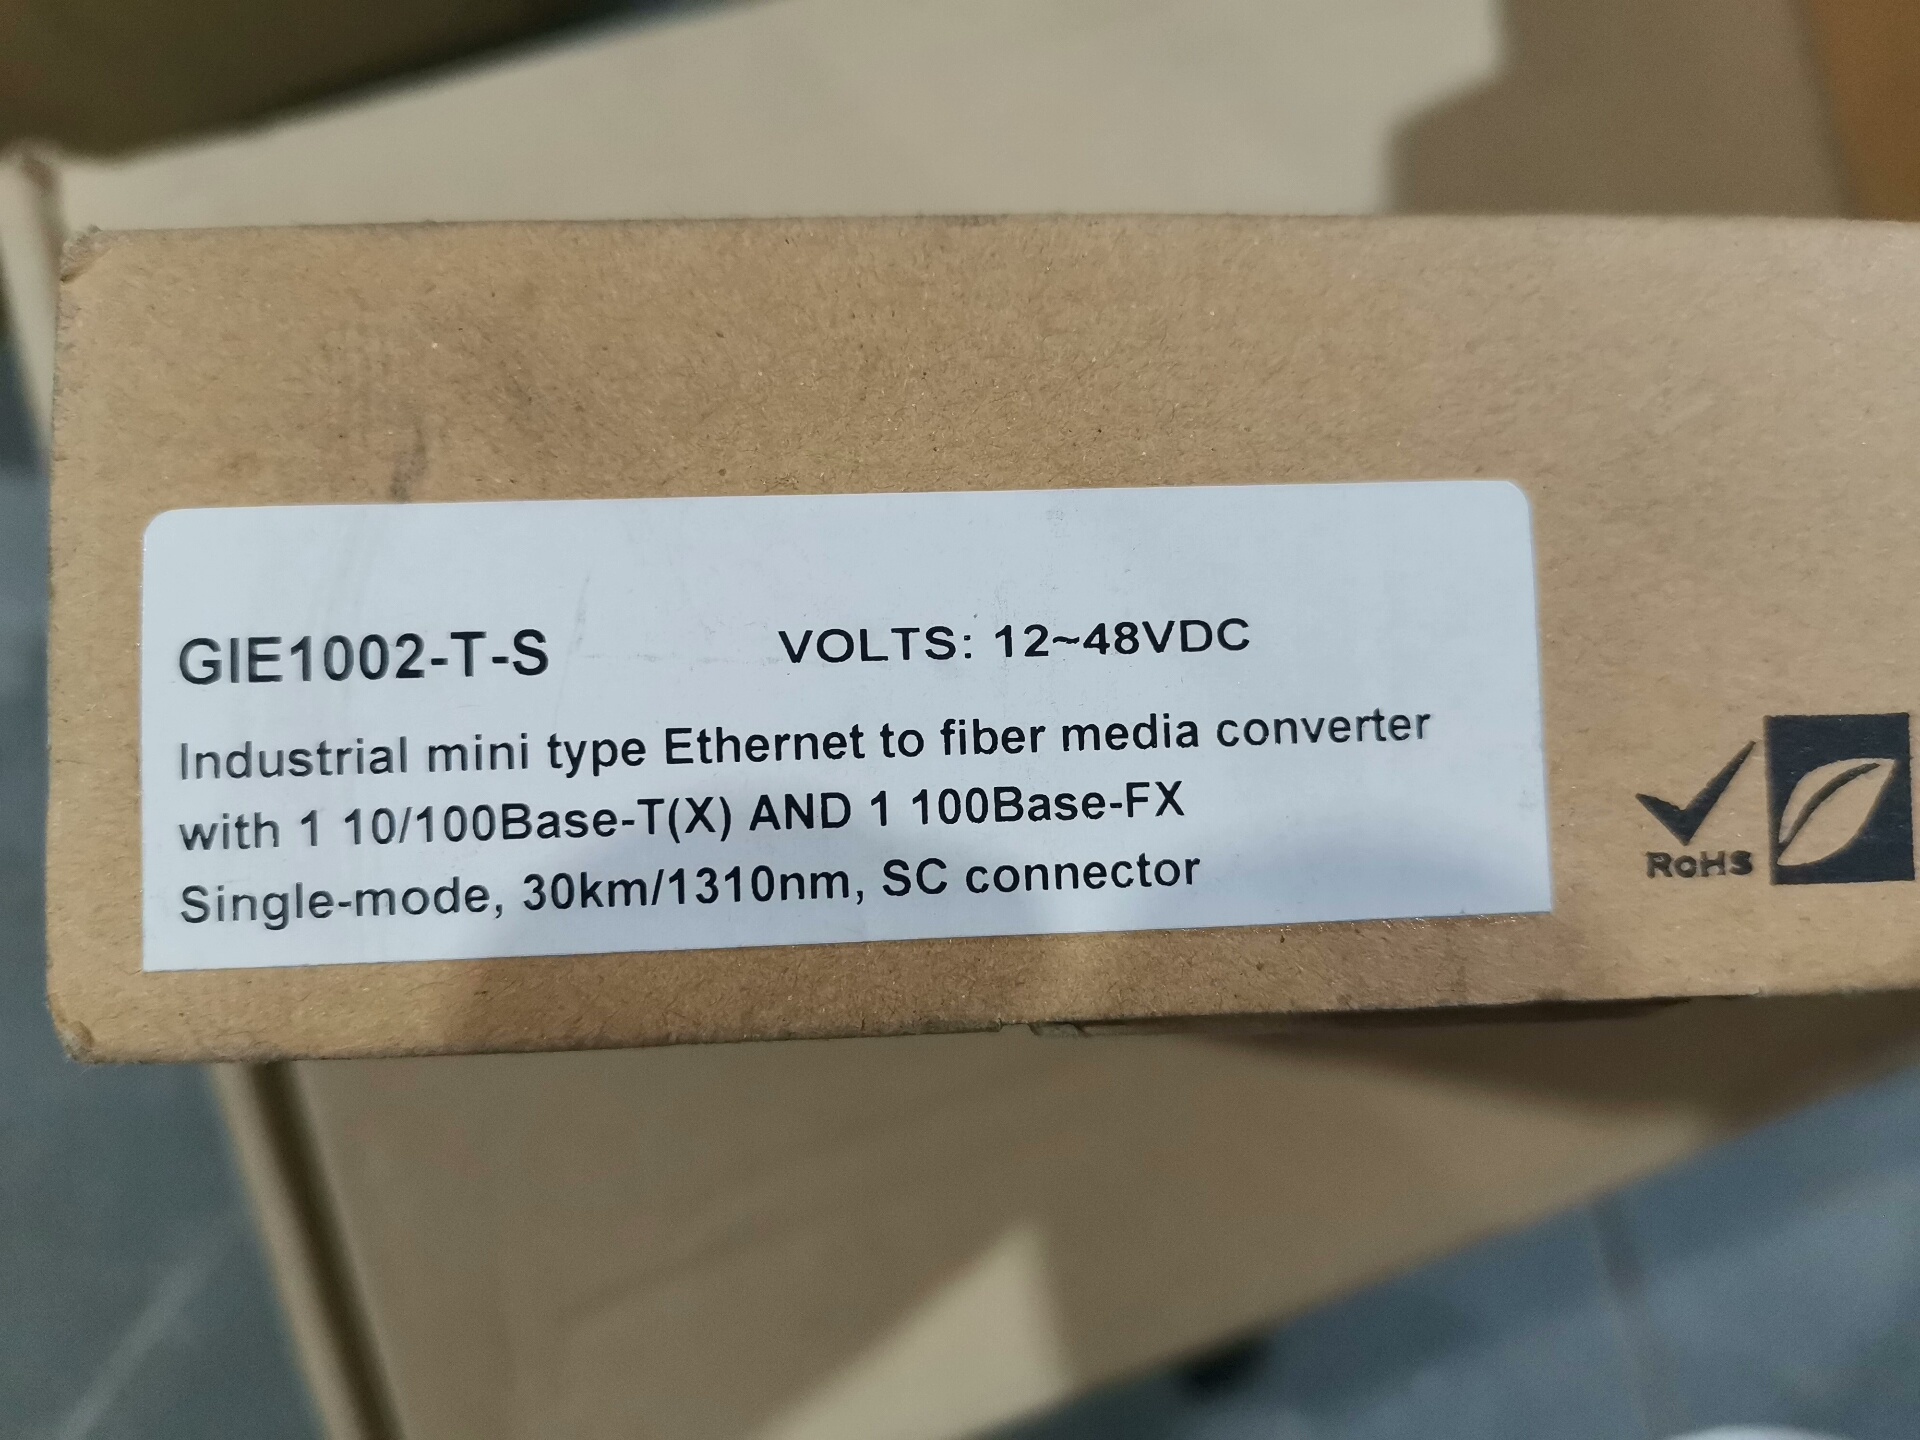 GIE1002-T-S VOLTS: 12~48VDC
Industrial mini type Ethernet to fiber media converter
with 1 10/100Base-T(X) AND 1 100Base-FX
Single-mode, 30km/1310nm, SC connector
RoHS